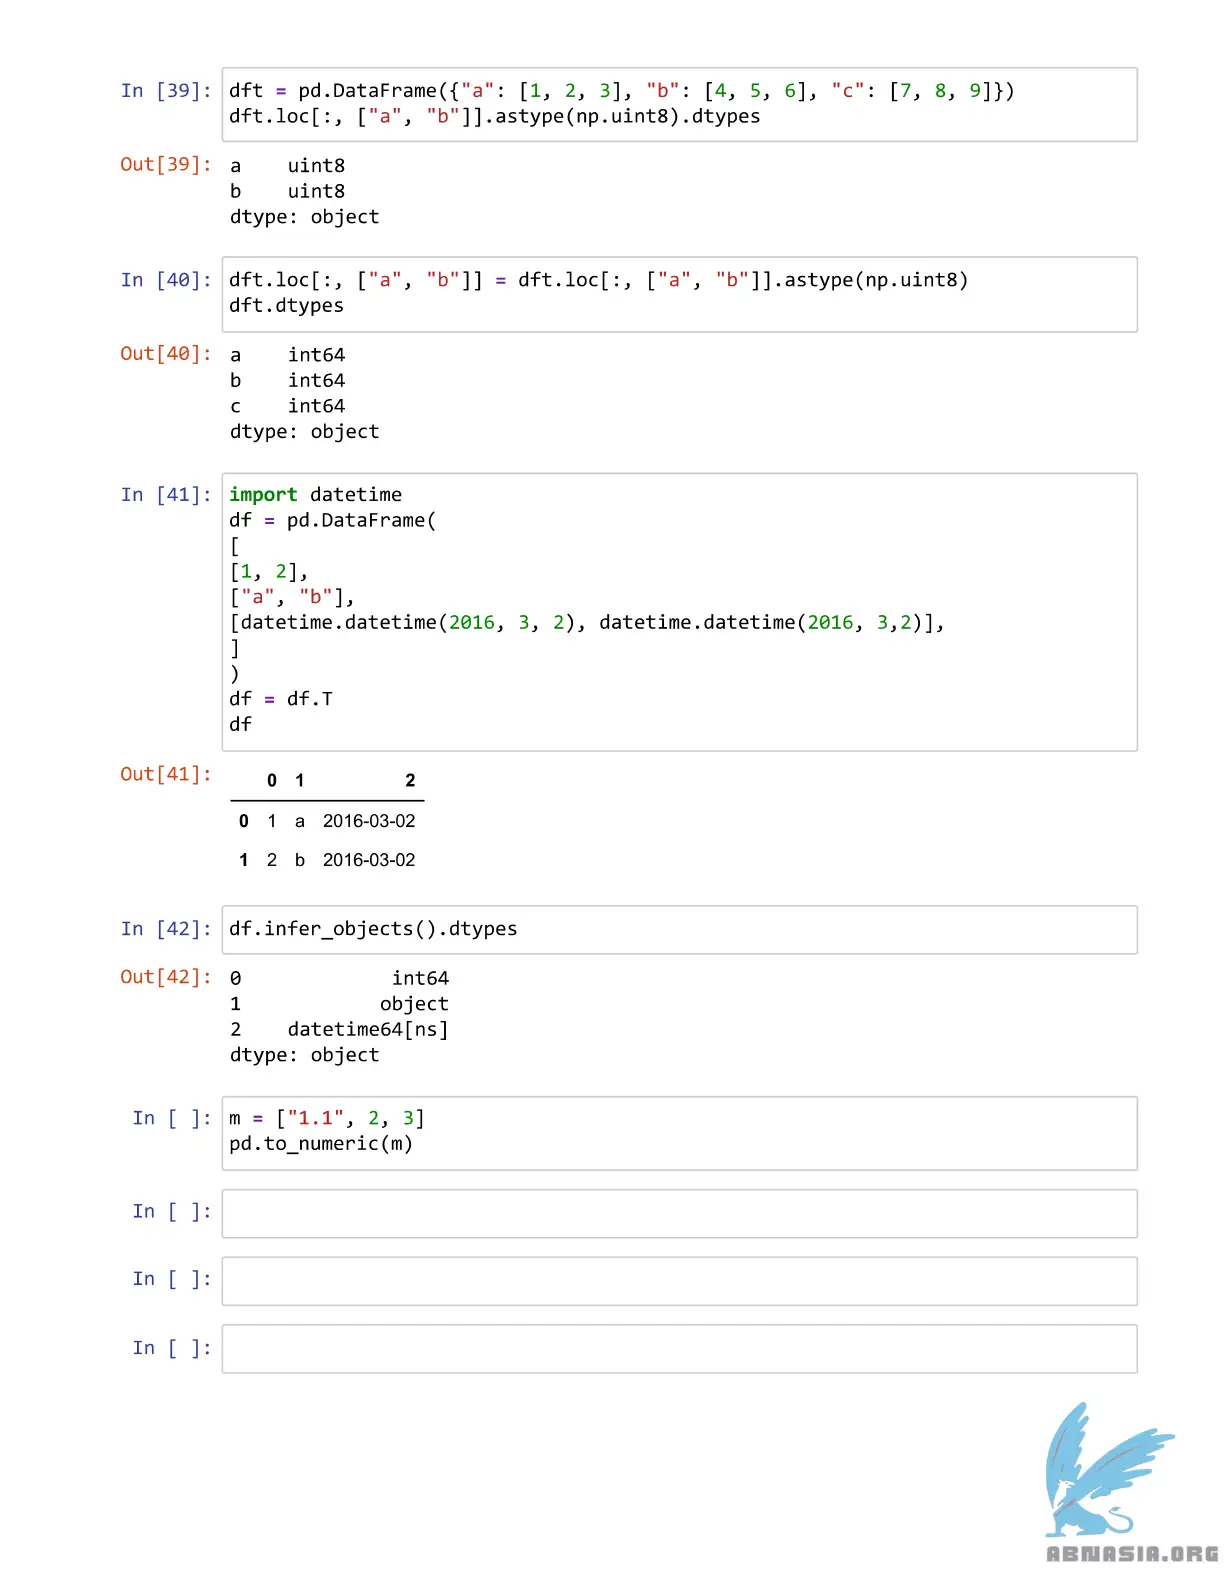 In [39]: dft = pd.DataFrame({"a": [1, 2, 3], "b": [4, 5, 6], "c": [7, 8, 9]})
dft.loc[:, ["a", "b"]].astype(np.uint8).dtypes
Out[39]: a    uint8
b    uint8
dtype: object
In [40]: dft.loc[:, ["a", "b"]] = dft.loc[:, ["a", "b"]].astype(np.uint8)
dft.dtypes
Out[40]: a    int64
b    int64
c    int64
dtype: object
In [41]: import datetime
df = pd.DataFrame(
[
[1, 2],
["a", "b"],
[datetime.datetime(2016, 3, 2), datetime.datetime(2016, 3,2)],
]
)
df = df.T
df
Out[41]: 0 1 2
0 1 a 2016-03-02
1 2 b 2016-03-02
In [42]: df.infer_objects().dtypes
Out[42]: 0             int64
1            object
2    datetime64[ns]
dtype: object
In [ ]: m = ["1.1", 2, 3]
pd.to_numeric(m)
In [ ]:
In [ ]:
In [ ]:
ABNASIA.ORG